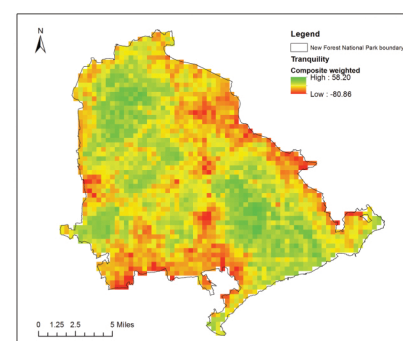 N
Legend
New Forest National Park boundary
Tranquility
Composite weighted
High : 58.20
Low : -80.86
0 1.25 2.5 5 Miles